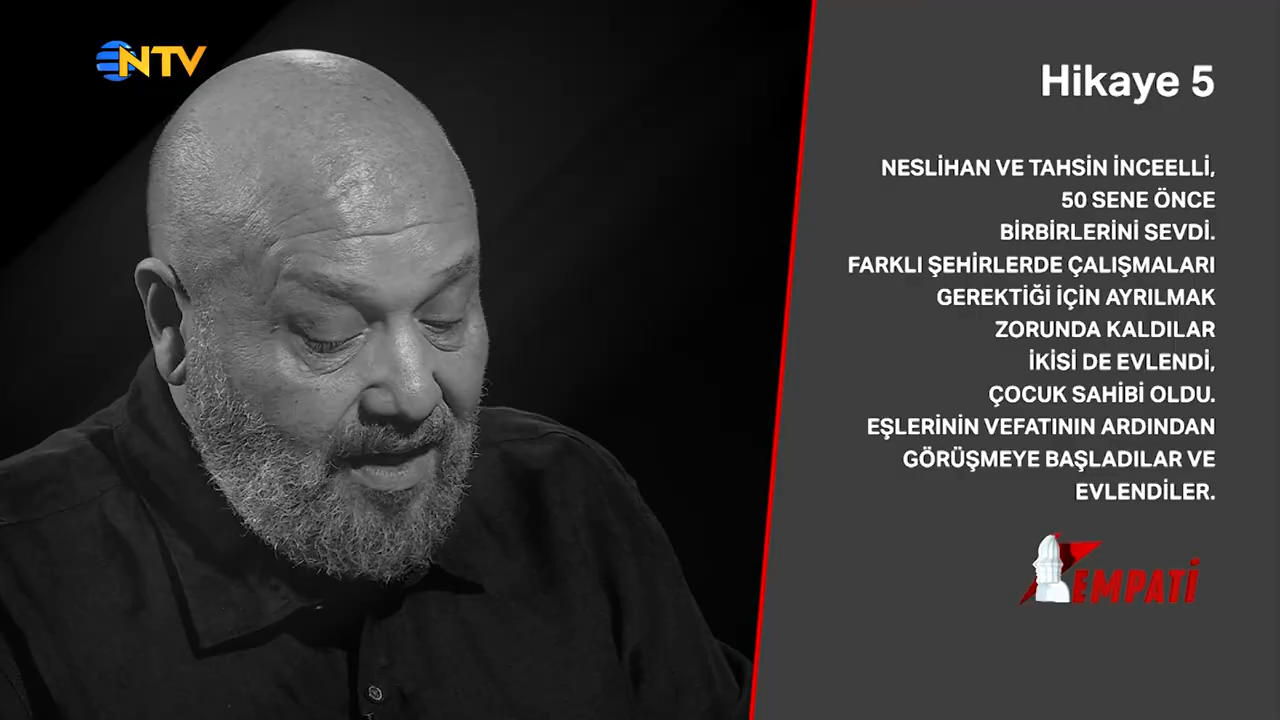 NTV
Hikaye 5
NESLİHAN VE TAHSİN İNCEELLİ,
50 SENE ÖNCE
BİRBİRLERİNİ SEVDİ.
FARKLI ŞEHİRLERDE ÇALIŞMALARI
GEREKTİĞİ İÇİN AYRILMAK
ZORUNDA KALDILAR
İKİSİ DE EVLENDİ,
ÇOCUK SAHİBİ OLDU.
EŞLERİNİN VEFATININ ARDINDAN
GÖRÜŞMEYE BAŞLADILAR VE
EVLENDİLER.
EMPATİ